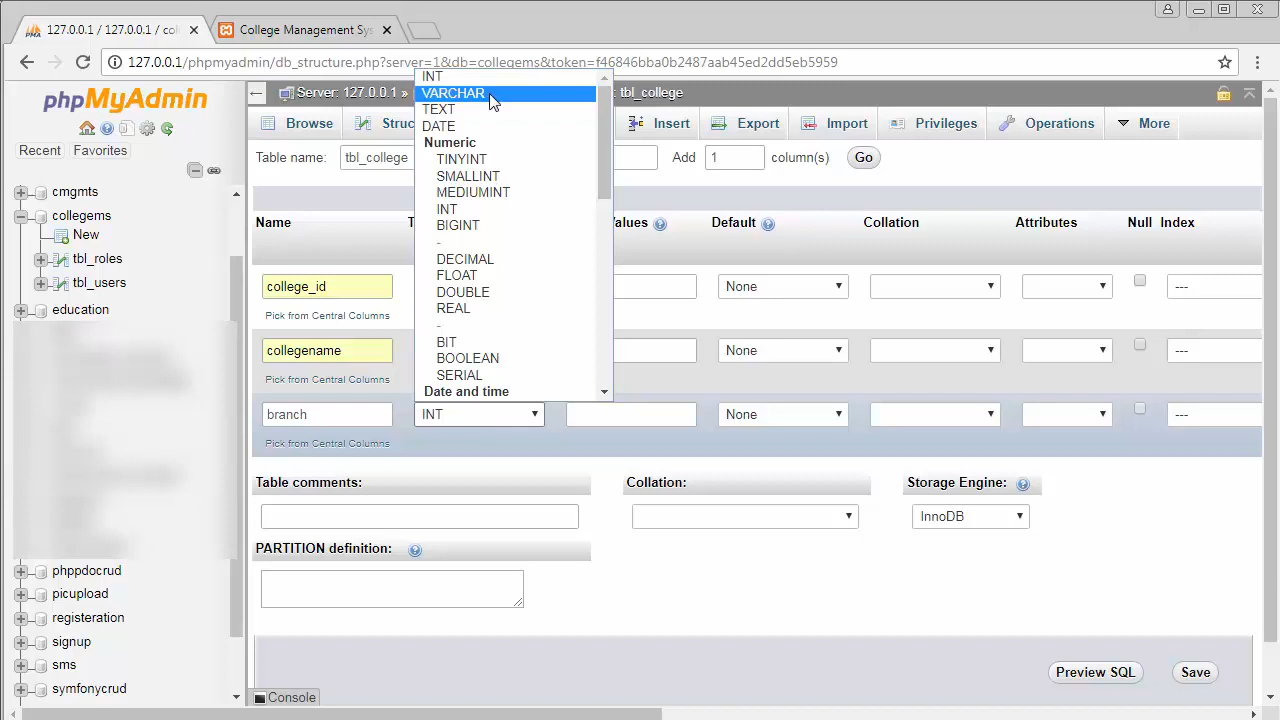 127.0.0.1 / 127.0.0.1 / co
College Management Sy
127.0.0.1/phpmyadmin/db_structure.php?server=1&db=collegems&token=f46846bba0b2487aab45ed2dd5eb5959
phpMyAdmin
Recent
Favorites
cmgmts
collegems
New
tbl_roles
tbl_users
education
phppdocrud
picupload
registeration
signup
sms
symfonycrud
Server: 127.0.0.1 »
: tbl_college
Browse
Struc
Insert
Export
Import
Privileges
Operations
More
Table name:
tbl_college
Add
1
column(s)
Go
Name
T
Values
Default
Collation
Attributes
Null
Index
college_id
None
---
Pick from Central Columns
collegename
None
---
Pick from Central Columns
branch
INT
None
---
Pick from Central Columns
INT
VARCHAR
TEXT
DATE
Numeric
TINYINT
SMALLINT
MEDIUMINT
INT
BIGINT
-
DECIMAL
FLOAT
DOUBLE
REAL
-
BIT
BOOLEAN
SERIAL
Date and time
Table comments:
Collation:
Storage Engine:
InnoDB
PARTITION definition:
Preview SQL
Save
Console